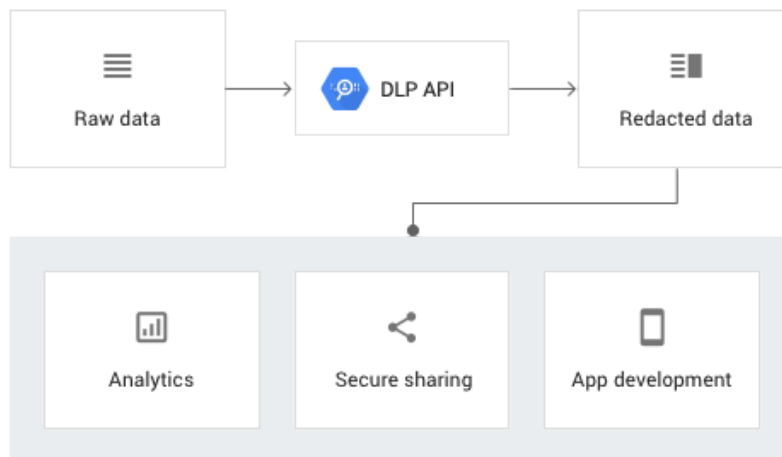 Raw data
DLP API
Redacted data
Analytics
Secure sharing
App development